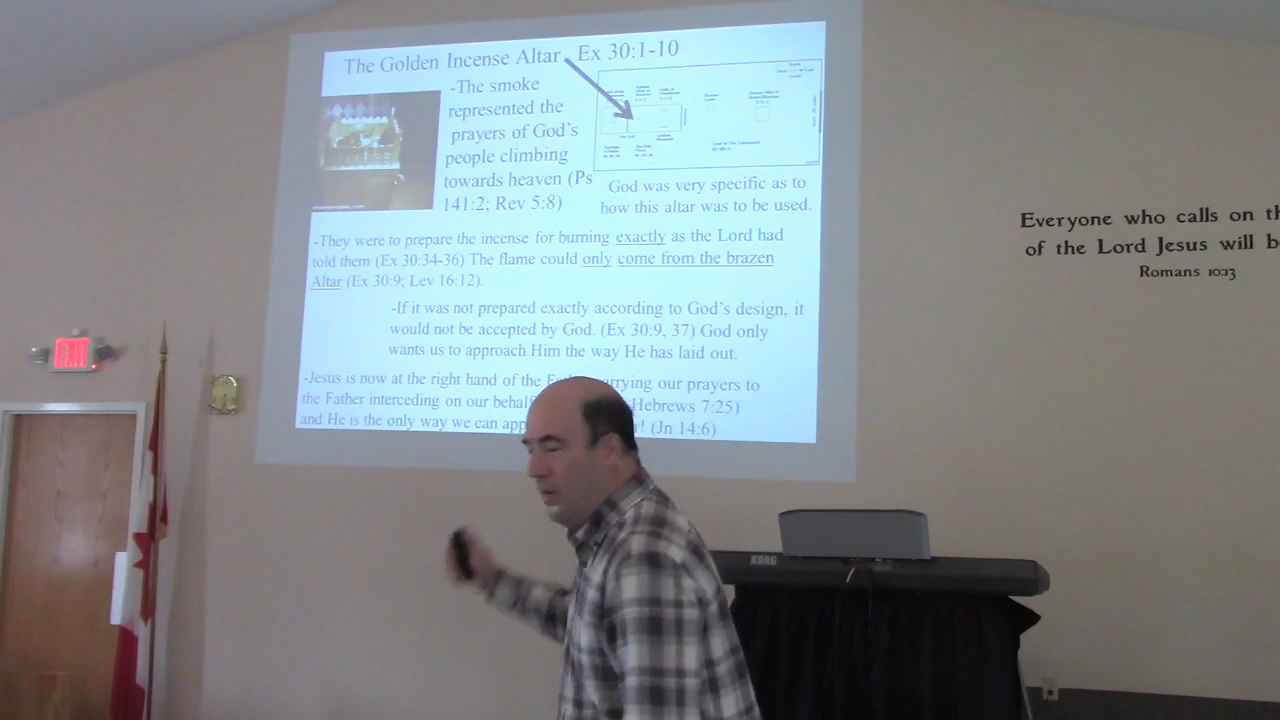 The Golden Incense Altar Ex 30:1-10
-The smoke
represented the
prayers of God's
people climbing
towards heaven (Ps
141:2; Rev 5:8)
God was very specific as to
how this altar was to be used.
-They were to prepare the incense for burning exactly as the Lord had
told them (Ex 30:34-36) The flame could only come from the brazen
Altar (Ex 30:9; Lev 16:12).
-If it was not prepared exactly according to God's design, it
would not be accepted by God. (Ex 30:9, 37) God only
wants us to approach Him the way He has laid out.
-Jesus is now at the right hand of the our prayers to
the Father interceding on our Hebrews 7:25)
and He is the only way we can (Jn 14:6)
Everyone who calls on
of the Lord Jesus will
Romans 10:13
EXIT
KORG